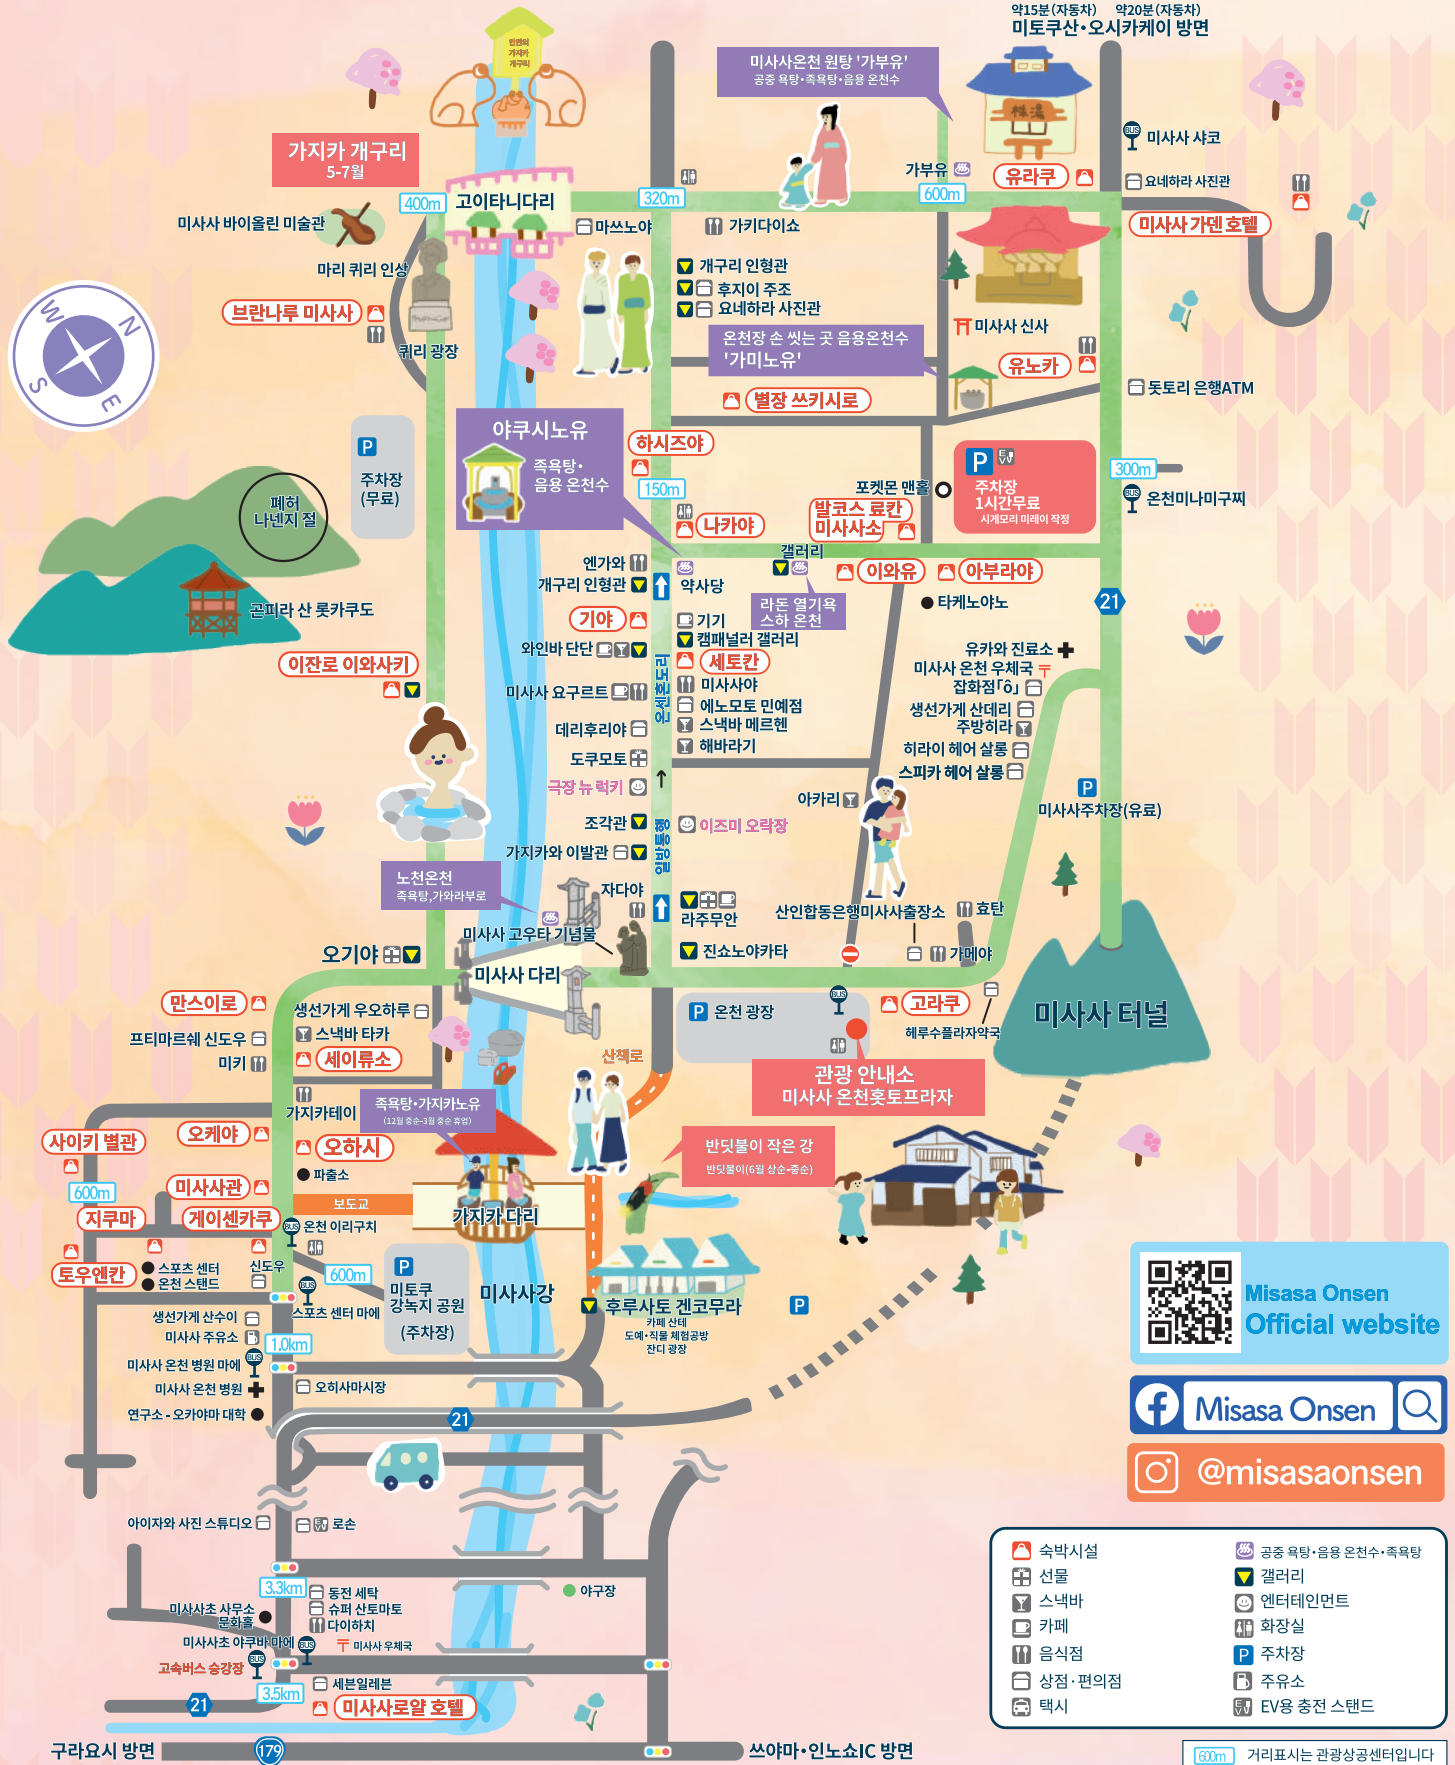 약15분(자동차) 약20분(자동차)
미토쿠산・오시카케이 방면
만면의
가지카
개구리
미사사온천 원탕 '가부유'
공중 욕탕・족욕탕・음용 온천수
株湯
BUS 미사사 샤코
가지카 개구리
5-7월
가부유
유라쿠
요네하라 사진관
400m
고이타니다리
320m
600m
미사사 바이올린 미술관
마쓰노야
가키다이쇼
미사사 가덴 호텔
마리 퀴리 인상
개구리 인형관
후지이 주조
요네하라 사진관
브란나루 미사사
퀴리 광장
온천장 손 씻는 곳 음용온천수
'가미노유'
미사사 신사
유노카
W N S E
별장 쓰키시로
돗토리 은행ATM
야쿠시노유
족욕탕・
음용 온천수
하시즈야
150m
P
주차장
(무료)
P EV
주차장
1시간무료
시게모리 미레이 작정
300m
BUS 온천미나미구찌
포켓몬 맨홀
폐허
나넨지 절
나카야
발코스 료칸
미사사소
갤러리
엔가와
개구리 인형관
약사당
이와유
아부라야
곤피라 산 롯카쿠도
라돈 열기욕
스하 온천
타케노야노
21
기야
기기
캠패널러 갤러리
와인바 단단
세토칸
유카와 진료소
미사사 온천 우체국
잡화점「ô」
이잔로 이와사키
미사사 요구르트
미사사야
에노모토 민예점
생선가게 산데리
주방히라
데리후리야
스낵바 메르헨
해바라기
히라이 헤어 살롱
스피카 헤어 살롱
온센혼도리
도쿠모토
극장 뉴 럭키
아카리
P
미사사주차장(유료)
조각관
이즈미 오락장
가지카와 이발관
일방통행
노천온천
족욕탕,가와라부로
자다야
라주무안
산인합동은행미사사출장소
효탄
미사사 고우타 기념물
오기야
진쇼노야카타
가메야
미사사 다리
만스이로
생선가게 우오하루
P 온천 광장
BUS
고라쿠
미사사 터널
프티마르쉐 신도우
스낵바 타카
헤루수플라자약국
미키
세이류소
산책로
관광 안내소
미사사 온천홋토프라자
가지카테이
족욕탕・가지카노유
(12월 중순-3월 중순 휴업)
사이키 별관
오케야
오하시
반딧불이 작은 강
반딧불이(6월 상순-중순)
파출소
600m
미사사관
보도교
지쿠마
게이센카쿠
BUS 온천 이리구치
가지카 다리
토우엔칸
스포츠 센터
온천 스탠드
신도우
600m
P
미토쿠
강녹지 공원
(주차장)
미사사강
BUS
스포츠 센터 마에
후루사토 겐코무라
카페 산테
도예・직물 체험공방
잔디 광장
P
Misasa Onsen
Official website
생선가게 산수이
미사사 주유소
1.0km
미사사 온천 병원 마에 BUS
미사사 온천 병원
오히사마시장
연구소 - 오카야마 대학
21
Misasa Onsen
@misasaonsen
아이자와 사진 스튜디오
EV 로손
3.3km
동전 세탁
슈퍼 산토마토
다이하치
야구장
미사사초 사무소
문화홀
미사사초 야쿠바 마에 BUS
미사사 우체국
고속버스 승강장 BUS
3.5km
세븐일레븐
21
미사사로얄 호텔
구라요시 방면
179
쓰야마・인노쇼IC 방면
숙박시설
선물
스낵바
카페
음식점
상점·편의점
택시
공중 욕탕・음용 온천수・족욕탕
갤러리
엔터테인먼트
화장실
P 주차장
주유소
EV EV용 충전 스탠드
600m 거리표시는 관광상공센터입니다